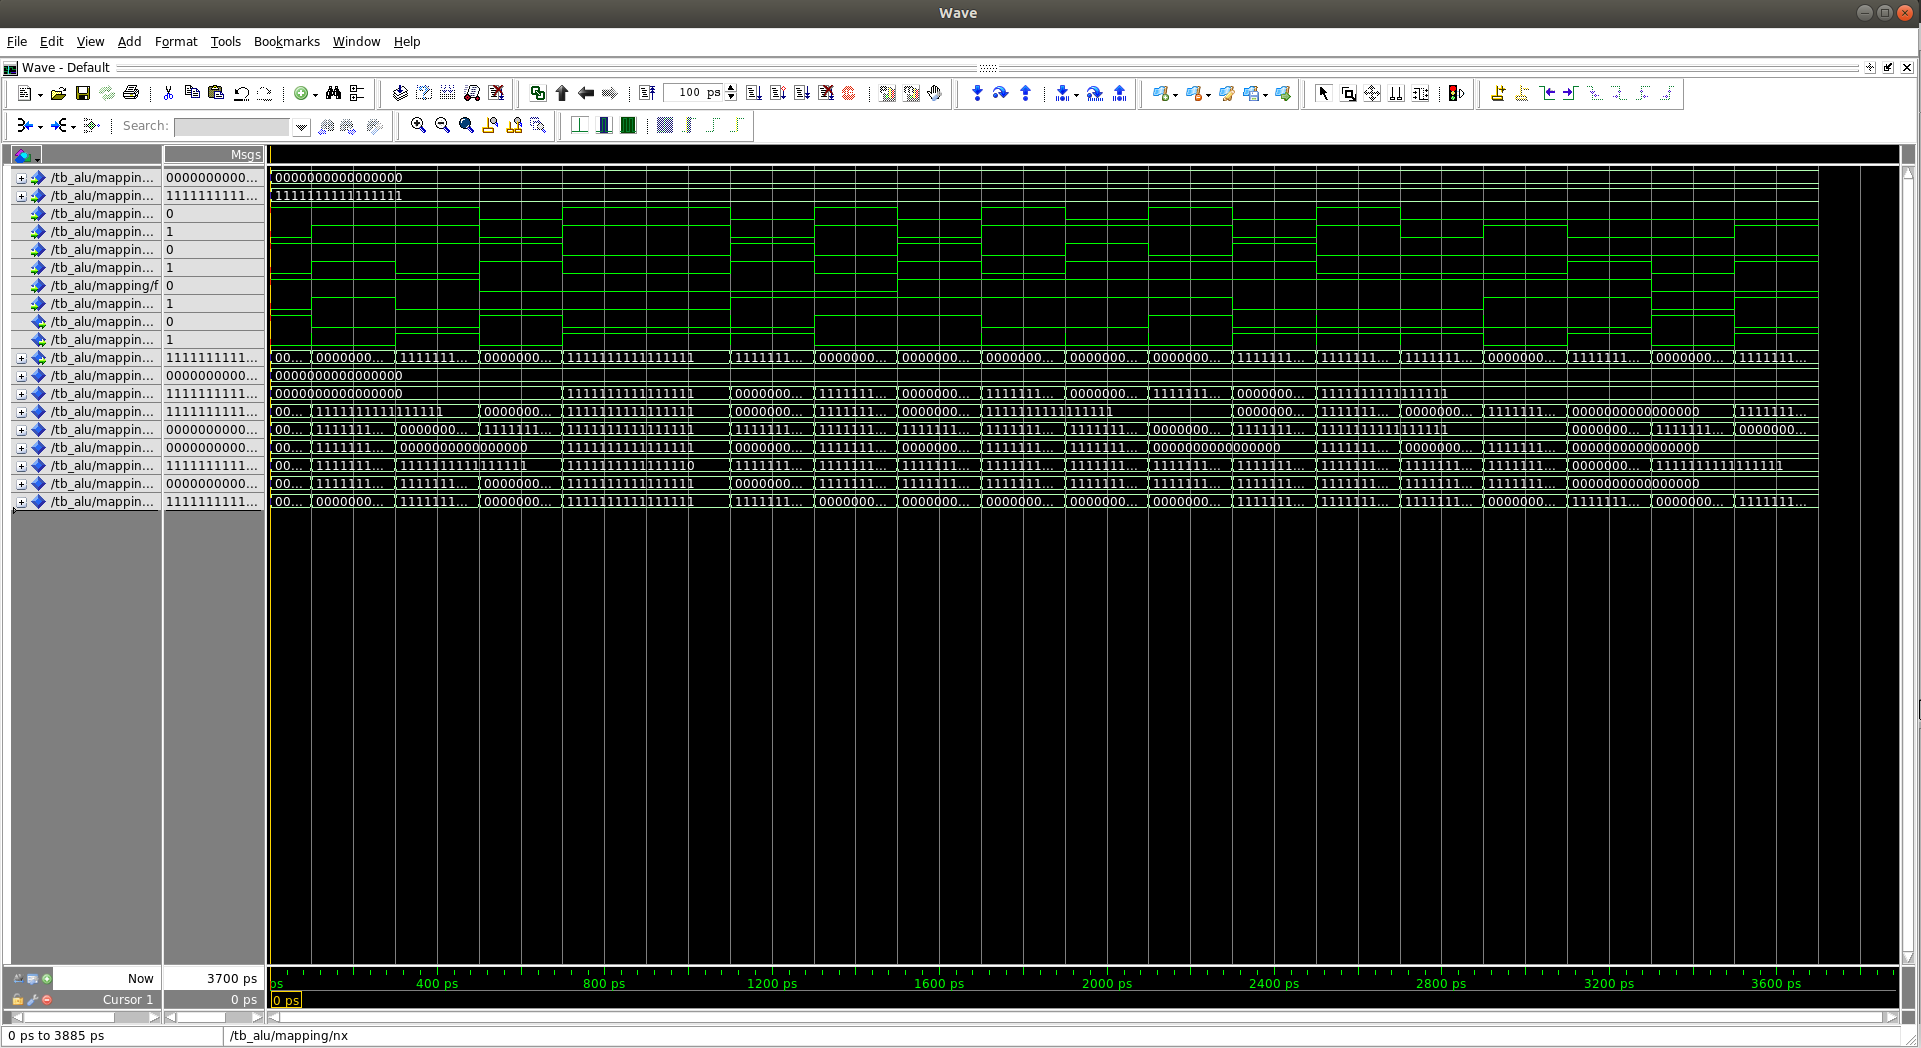 Wave
File Edit View Add Format Tools Bookmarks Window Help
Wave - Default
100 ps
Search:
Msgs
/tb_alu/mappin... 0000000000... 0000000000000000
/tb_alu/mappin... 1111111111... 1111111111111111
/tb_alu/mappin... 0
/tb_alu/mappin... 1
/tb_alu/mappin... 0
/tb_alu/mappin... 1
/tb_alu/mapping/f 0
/tb_alu/mappin... 1
/tb_alu/mappin... 0
/tb_alu/mappin... 1
/tb_alu/mappin... 1111111111... 00... 0000000... 1111111... 0000000... 1111111111111111 1111111... 0000000... 0000000... 0000000... 0000000... 0000000... 1111111... 1111111... 1111111... 0000000... 1111111... 0000000... 1111111...
/tb_alu/mappin... 0000000000... 0000000000000000
/tb_alu/mappin... 1111111111... 0000000000000000 1111111111111111 0000000... 1111111... 0000000... 1111111... 0000000... 1111111... 0000000... 1111111111111111
/tb_alu/mappin... 1111111111... 00... 1111111111111111 0000000... 1111111111111111 0000000... 1111111... 0000000... 1111111111111111 0000000... 1111111... 0000000... 1111111... 0000000000000000 1111111...
/tb_alu/mappin... 0000000000... 00... 1111111... 0000000... 1111111... 1111111111111111 0000000... 1111111... 1111111... 1111111... 1111111... 0000000... 1111111... 1111111111111111 0000000... 1111111... 0000000...
/tb_alu/mappin... 0000000000... 00... 1111111... 0000000000000000 1111111111111111 0000000... 1111111... 0000000... 1111111... 1111111... 0000000000000000 1111111... 0000000... 1111111... 0000000000000000
/tb_alu/mappin... 1111111111... 00... 1111111... 1111111111111111 1111111111111110 1111111... 1111111... 1111111... 1111111... 1111111... 1111111... 1111111... 1111111... 1111111... 1111111... 0000000... 1111111111111111
/tb_alu/mappin... 0000000000... 00... 1111111... 1111111... 0000000... 1111111111111111 0000000... 1111111... 1111111... 1111111... 1111111... 1111111... 1111111... 1111111... 1111111... 1111111... 0000000000000000
/tb_alu/mappin... 1111111111... 00... 0000000... 1111111... 0000000... 1111111111111111 1111111... 0000000... 0000000... 0000000... 0000000... 0000000... 1111111... 1111111... 1111111... 0000000... 1111111... 0000000... 1111111...
Now 3700 ps
ps 400 ps 800 ps 1200 ps 1600 ps 2000 ps 2400 ps 2800 ps 3200 ps 3600 ps
Cursor 1 0 ps 0 ps
0 ps to 3885 ps /tb_alu/mapping/nx